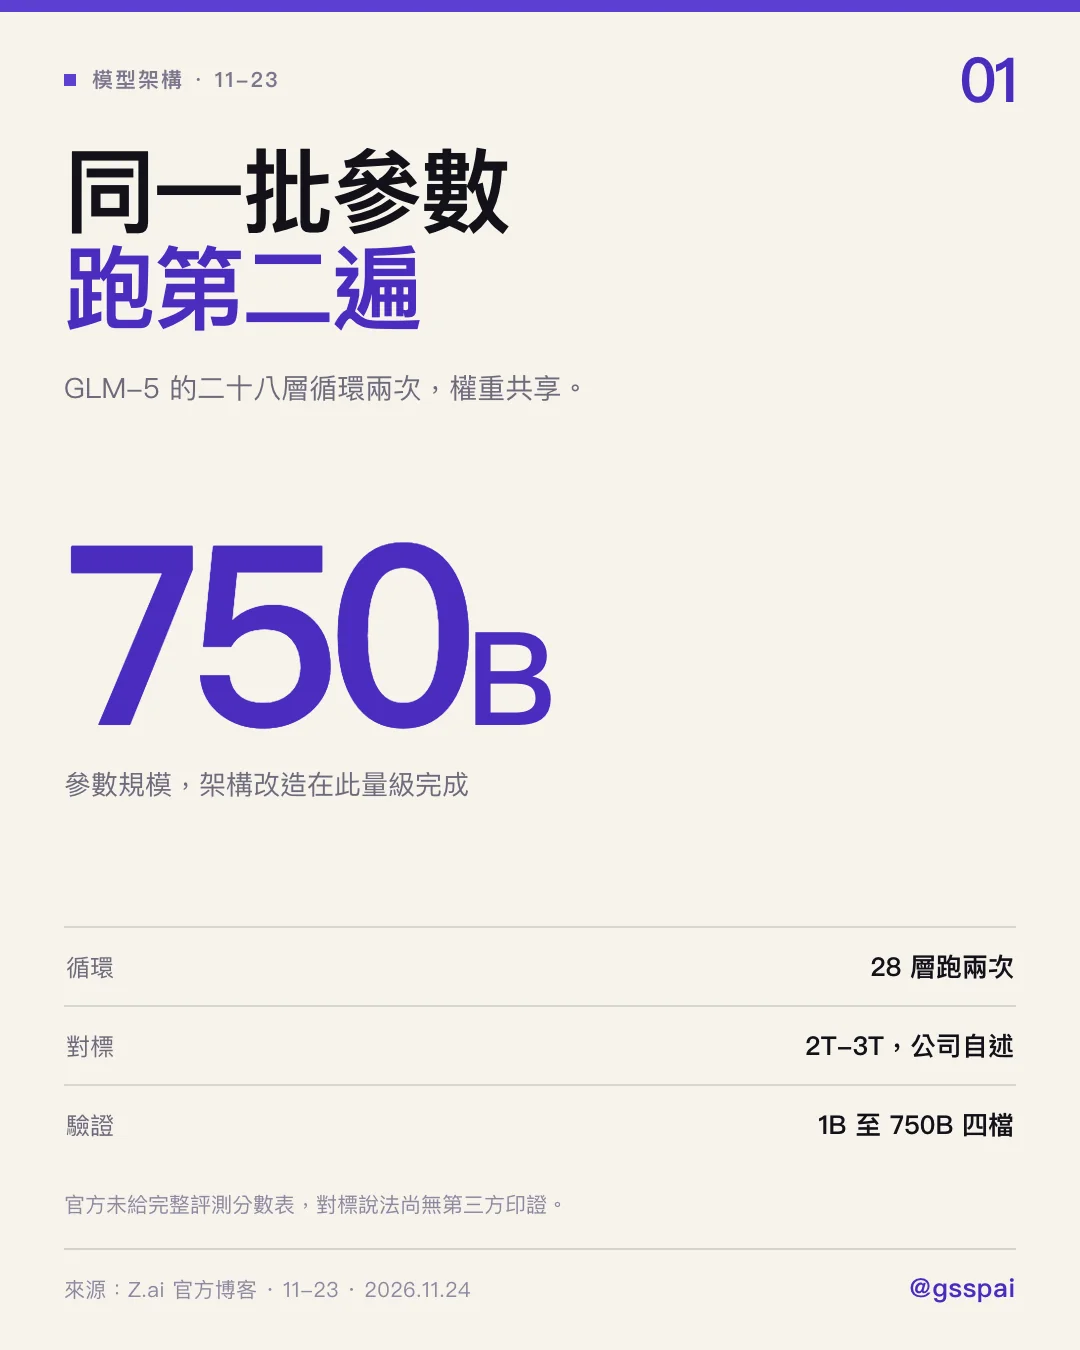 模型架構 · 11–23
01
同一批參數
跑第二遍
GLM–5 的二十八層循環兩次，權重共享。
750B
參數規模，架構改造在此量級完成
循環
28 層跑兩次
對標
2T–3T，公司自述
驗證
1B 至 750B 四檔
官方未給完整評測分數表，對標說法尚無第三方印證。
來源：Z.ai 官方博客 · 11–23 · 2026.11.24
@gsspai